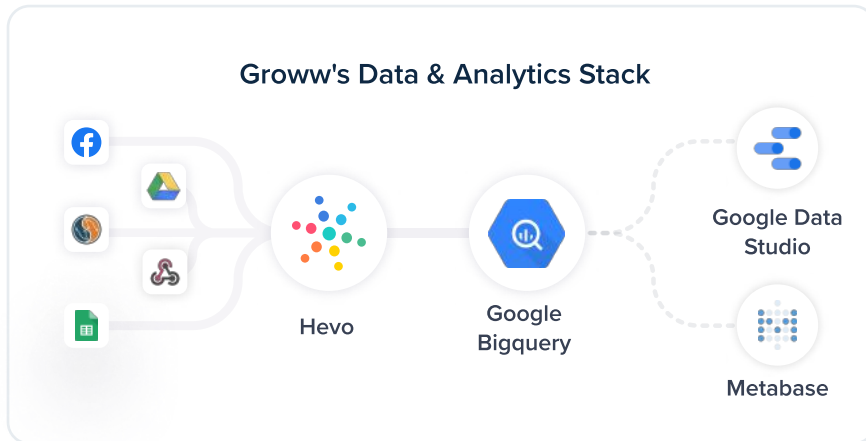 Groww's Data & Analytics Stack
Hevo
Google
Bigquery
Google Data
Studio
Metabase